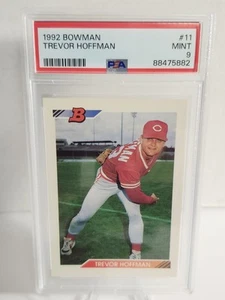 1992 BOWMAN #11
TREVOR HOFFMAN MINT
9
PSA 88475882
B
TREVOR HOFFMAN